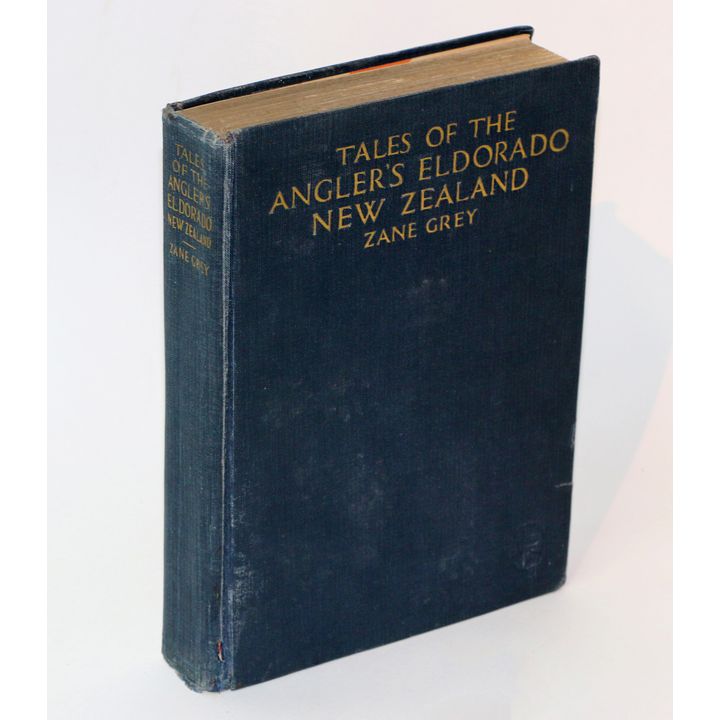 TALES
OF THE
ANGLER'S
ELDORADO
NEW ZEALAND
ZANE GREY
TALES OF THE
ANGLER'S ELDORADO
NEW ZEALAND
ZANE GREY